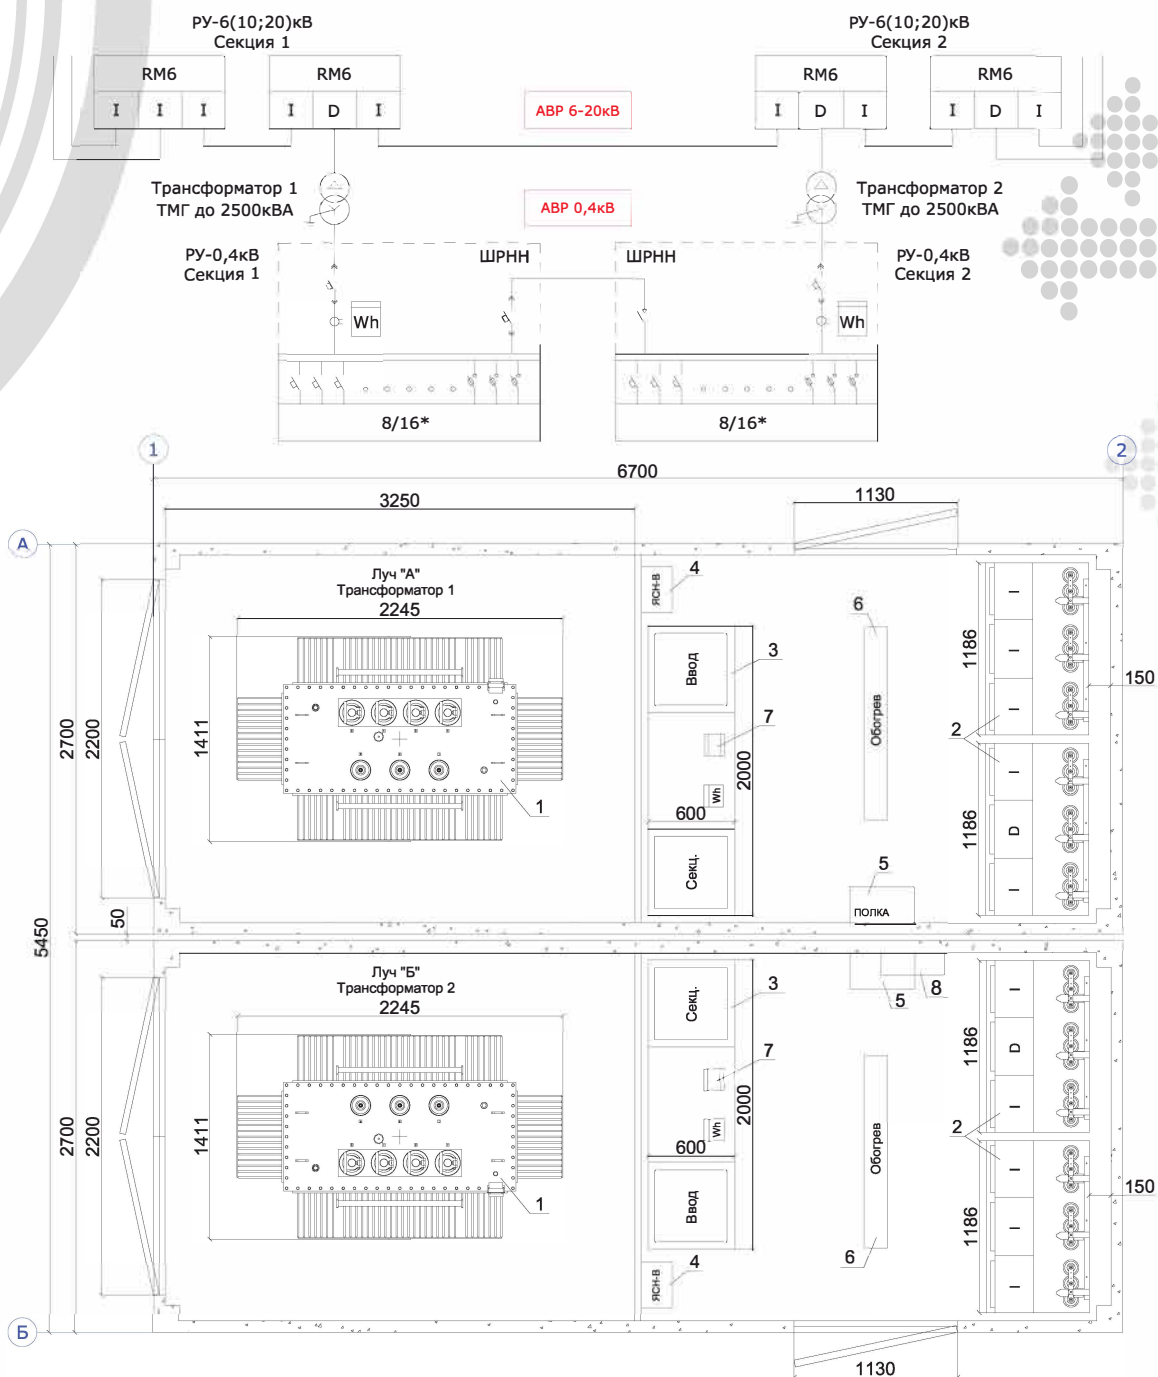 РУ-6(10;20)кВ
Секция 1
РУ-6(10;20)кВ
Секция 2
RM6
RM6
RM6
RM6
I I I
I D I
I D I
I D I
АВР 6-20кВ
Трансформатор 1
ТМГ до 2500кВА
АВР 0,4кВ
Трансформатор 2
ТМГ до 2500кВА
РУ-0,4кВ
Секция 1
ШРНН
ШРНН
РУ-0,4кВ
Секция 2
Wh
Wh
8/16*
8/16*
1
2
6700
3250
1130
А
Луч "А"
Трансформатор 1
2245
ЯСН-В
4
6
3
Ввод
1186
I
I
I
150
2700
2200
1411
7
2000
Обогрев
2
Wh
600
1
Секц.
1186
I
D
I
5
ПОЛКА
5450
50
Луч "Б"
Трансформатор 2
2245
Секц.
3
5
8
1186
I
D
I
2700
2200
1411
7
2000
Wh
600
Обогрев
2
Ввод
1
150
1186
I
I
I
ЯСН-В
4
6
Б
1130